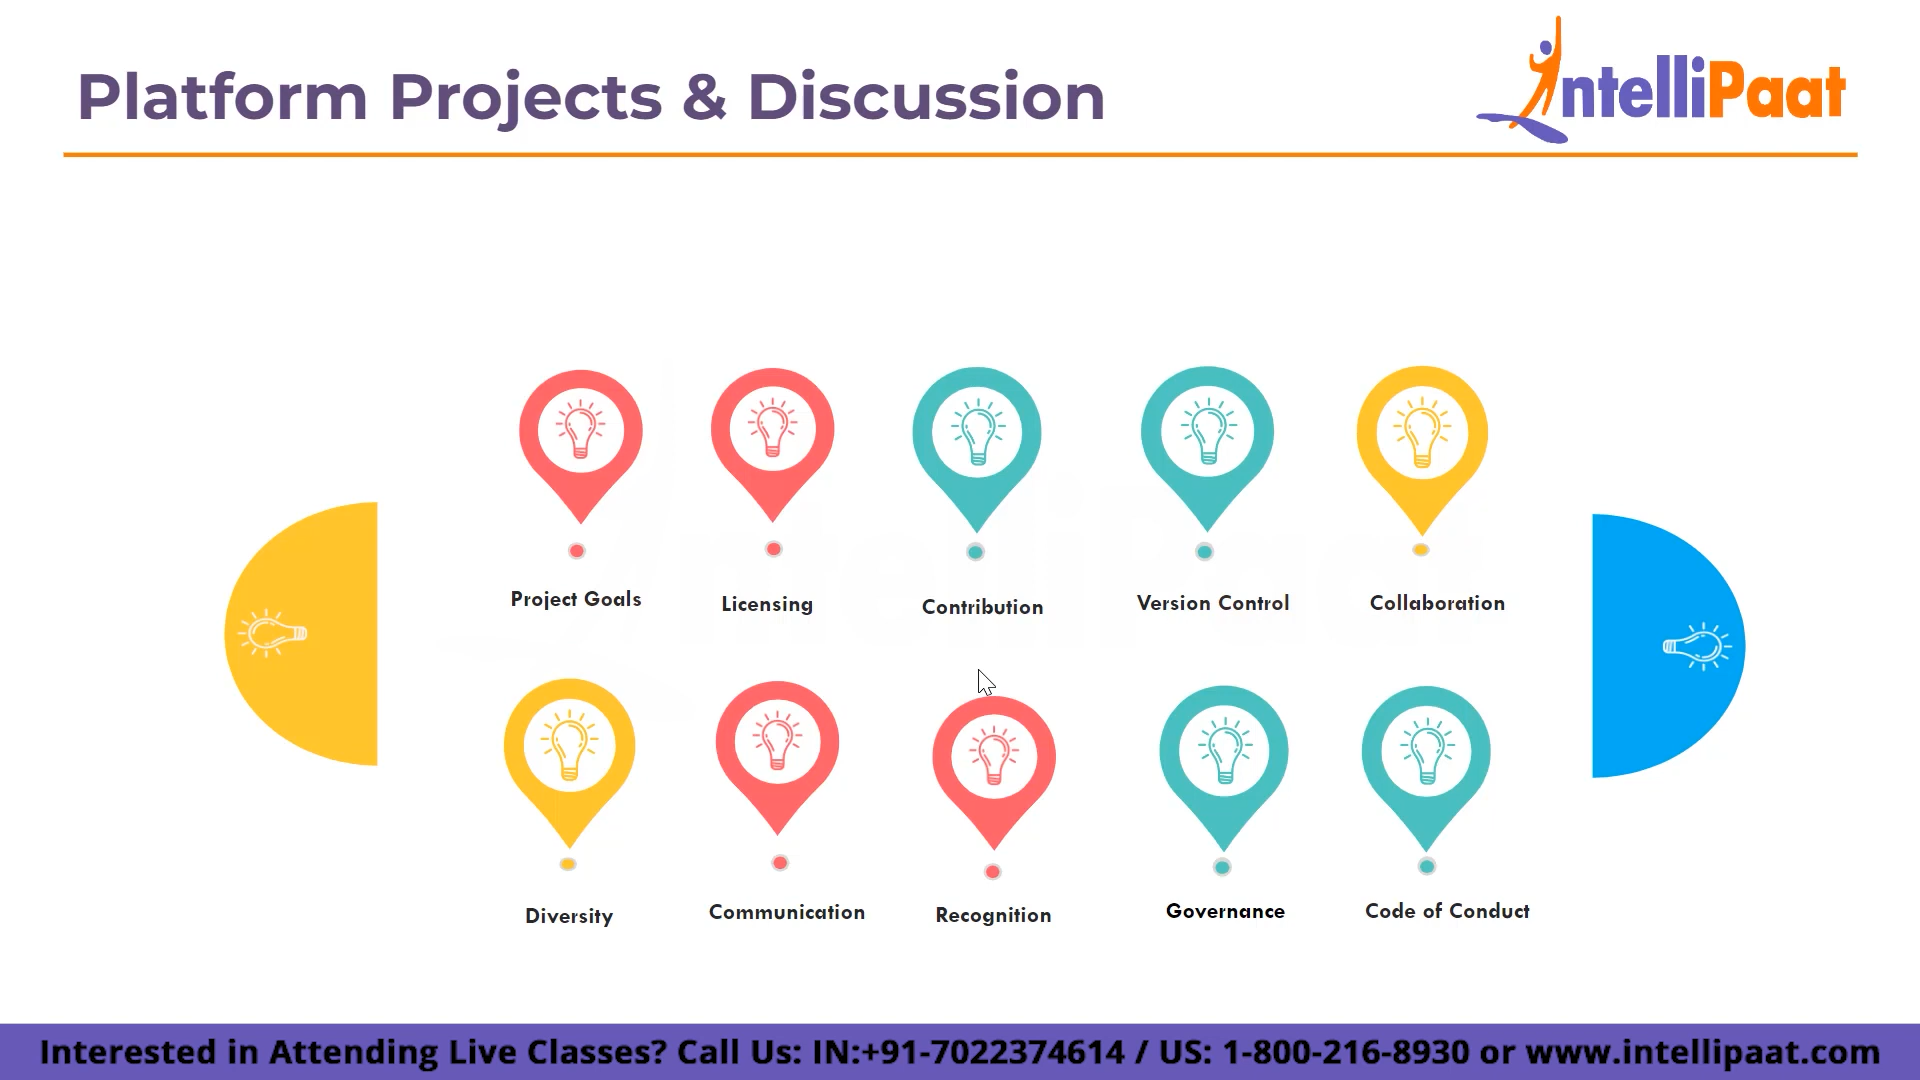 Platform Projects & Discussion
IntelliPaat
Project Goals
Licensing
Contribution
Version Control
Collaboration
Diversity
Communication
Recognition
Governance
Code of Conduct
Interested in Attending Live Classes? Call Us: IN:+91-7022374614 / US: 1-800-216-8930 or www.intellipaat.com